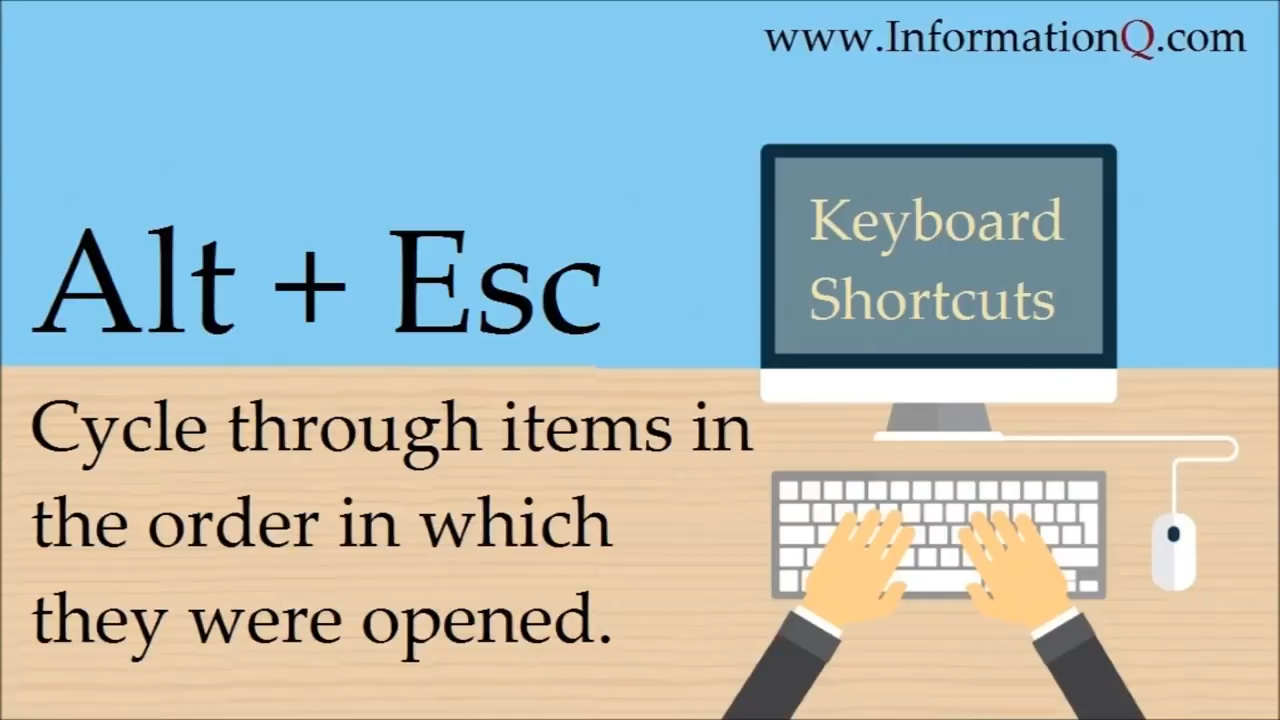 www.InformationQ.com
Keyboard
Shortcuts
Alt + Esc
Cycle through items in
the order in which
they were opened.